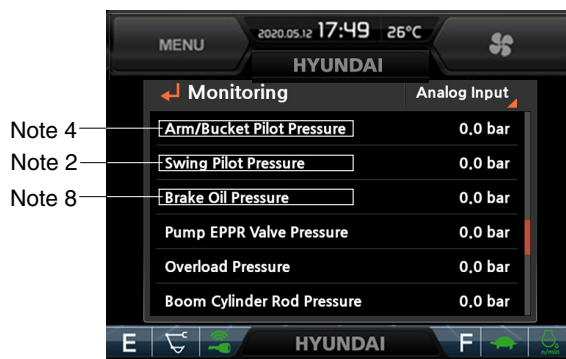 MENU
2020.05.12 17:49 26°C
HYUNDAI
Monitoring Analog Input
Note 4 Arm/Bucket Pilot Pressure 0.0 bar
Note 2 Swing Pilot Pressure 0.0 bar
Note 8 Brake Oil Pressure 0.0 bar
Pump EPPR Valve Pressure 0.0 bar
Overload Pressure 0.0 bar
Boom Cylinder Rod Pressure 0.0 bar
E HYUNDAI F n/min